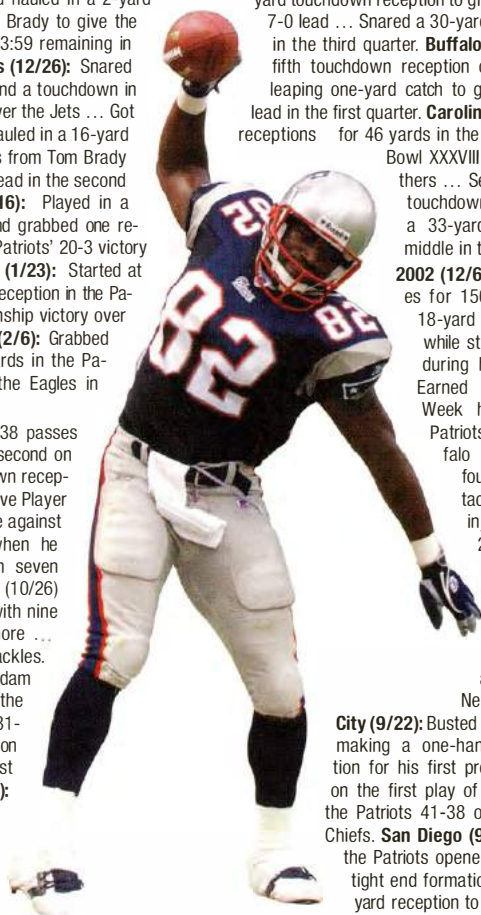 d hauled in a 2-yard
Brady to give the
3:59 remaining in
s (12/26): Snared
nd a touchdown in
ver the Jets … Got
auled in a 16-yard
s from Tom Brady
ead in the second
16): Played in a
nd grabbed one re-
Patriots' 20-3 victory
(1/23): Started at
eception in the Pa-
nship victory over
(2/6): Grabbed
rds in the Pa-
the Eagles in
38 passes
second on
wn recep-
ve Player
e against
when he
n seven
(10/26)
with nine
nore …
ackles.
dam
the
31-
on
st
):
yard touchdown reception to gi
7-0 lead … Snared a 30-yard
in the third quarter. Buffalo
fifth touchdown reception o
leaping one-yard catch to g
lead in the first quarter. Carolin
receptions for 46 yards in the
Bowl XXXVIII
thers … Se
touchdown
a 33-yard
middle in t
2002 (12/6
es for 150
18-yard
while st
during
Earned
Week h
Patriots
falo
fou
tac
in
2
a
Ne
City (9/22): Busted
making a one-han
tion for his first pro
on the first play of
the Patriots 41-38 o
Chiefs. San Diego (9
the Patriots opene
tight end formatio
yard reception to
82
82
82